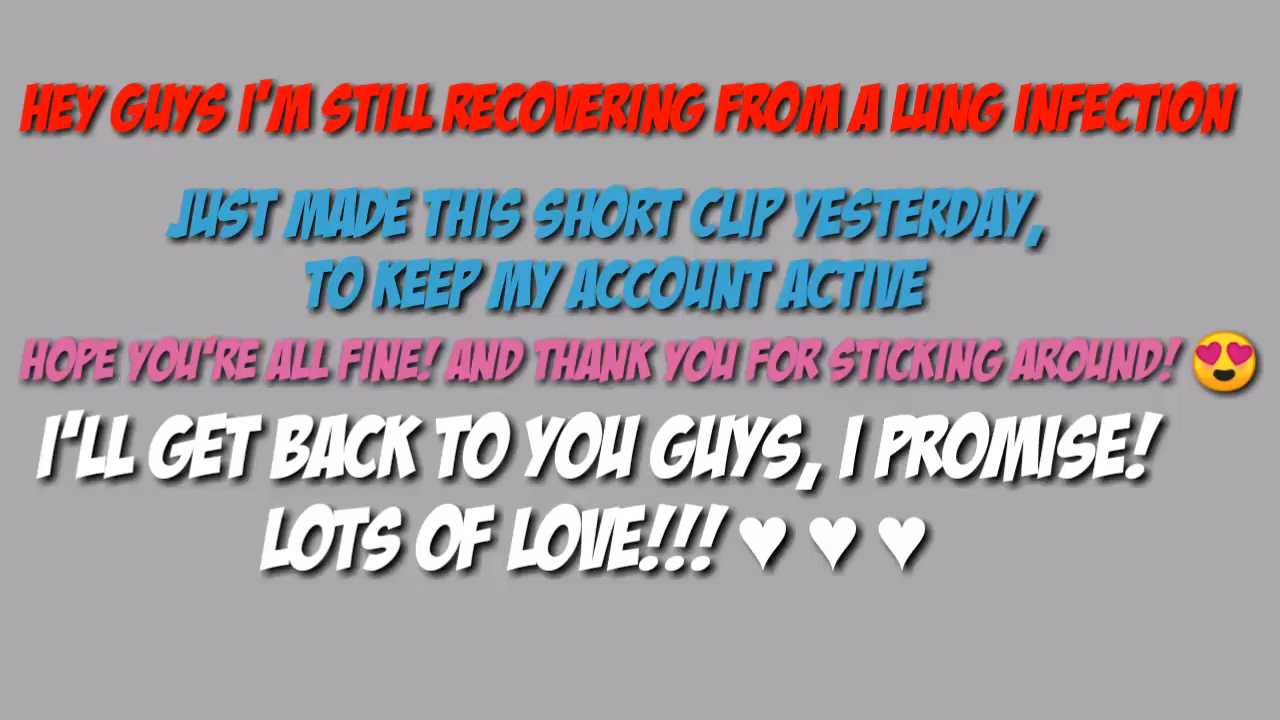 HEY GUYS I'M STILL RECOVERING FROM A LUNG INFECTION
JUST MADE THIS SHORT CLIP YESTERDAY,
TO KEEP MY ACCOUNT ACTIVE
HOPE YOU'RE ALL FINE! AND THANK YOU FOR STICKING AROUND! 😍
I'LL GET BACK TO YOU GUYS, I PROMISE!
LOTS OF LOVE!!! ♥ ♥ ♥